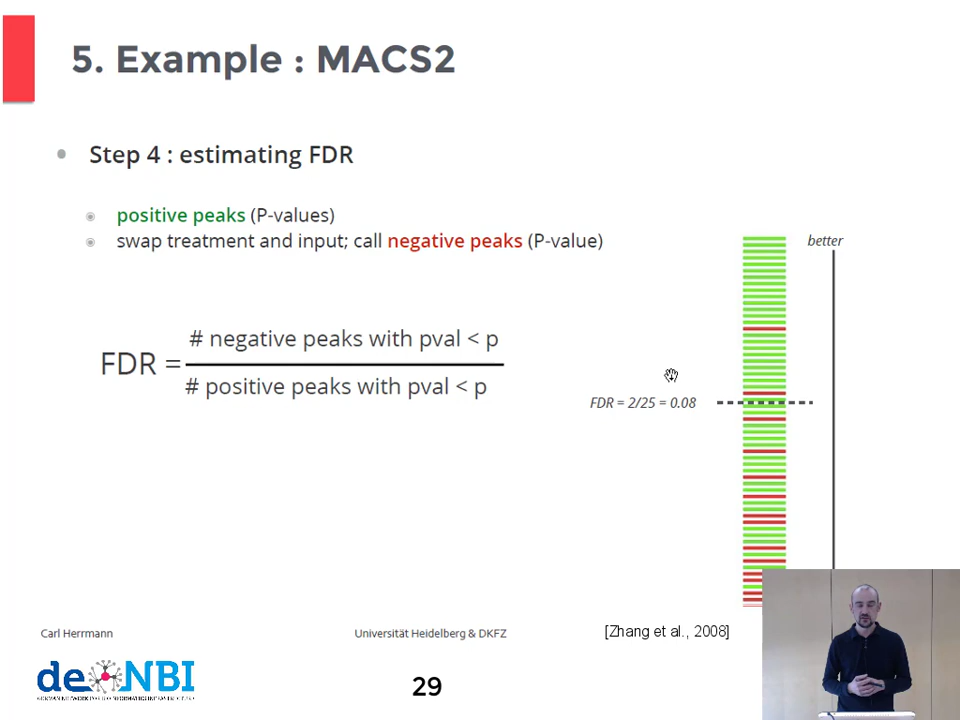 5. Example : MACS2
Step 4 : estimating FDR
positive peaks (P-values)
swap treatment and input; call negative peaks (P-value)
better
# negative peaks with pval < p
FDR =
# positive peaks with pval < p
FDR = 2/25 = 0.08
Carl Herrmann
Universität Heidelberg & DKFZ
[Zhang et al., 2008]
de NBI
29